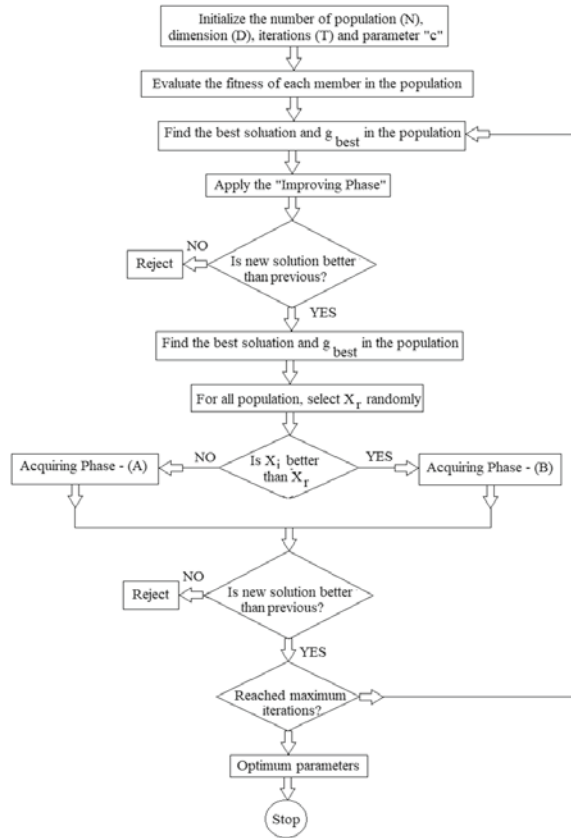 Initialize the number of population (N),
dimension (D), iterations (T) and parameter "c"
Evaluate the fitness of each member in the population
Find the best soluation and g best in the population
Apply the "Improving Phase"
NO
Reject
Is new solution better
than previous?
YES
Find the best soluation and g best in the population
For all population, select Xr randomly
Acquiring Phase - (A)
NO
Is Xi better
than Xr
YES
Acquiring Phase - (B)
NO
Reject
Is new solution better
than previous?
YES
Reached maximum
iterations?
Optimum parameters
Stop